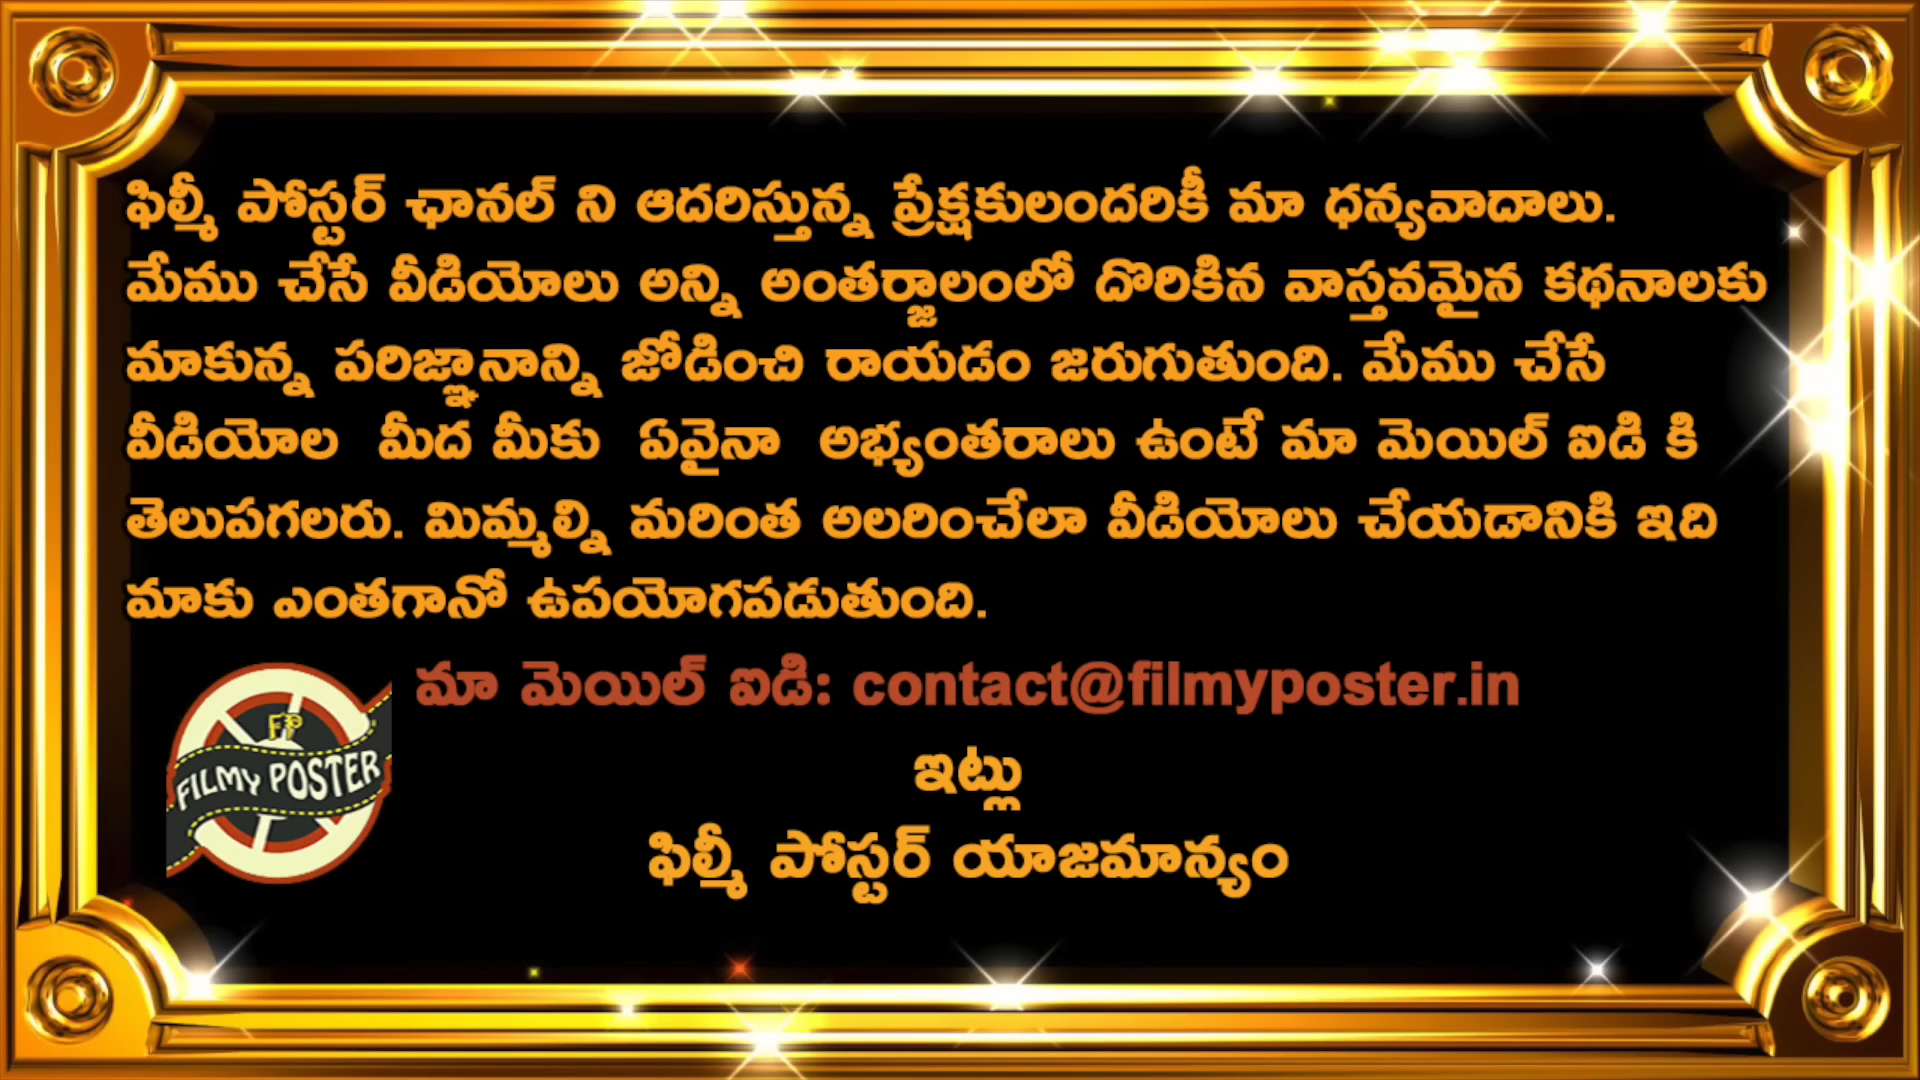 ఫిల్మీ పోస్టర్ ఛానల్ ని ఆదరిస్తున్న ప్రేక్షకులందరికీ మా ధన్యవాదాలు.
మేము చేసే వీడియోలు అన్ని అంతర్జాలంలో దొరికిన వాస్తవమైన కథనాలకు
మాకున్న పరిజ్ఞానాన్ని జోడించి రాయడం జరుగుతుంది. మేము చేసే
వీడియోల మీద మీకు ఏవైనా అభ్యంతరాలు ఉంటే మా మెయిల్ ఐడి కి
తెలుపగలరు. మిమ్మల్ని మరింత అలరించేలా వీడియోలు చేయడానికి ఇది
మాకు ఎంతగానో ఉపయోగపడుతుంది.
మా మెయిల్ ఐడి: contact@filmyposter.in
FP
FILMY POSTER
ఇట్లు
ఫిల్మీ పోస్టర్ యాజమాన్యం